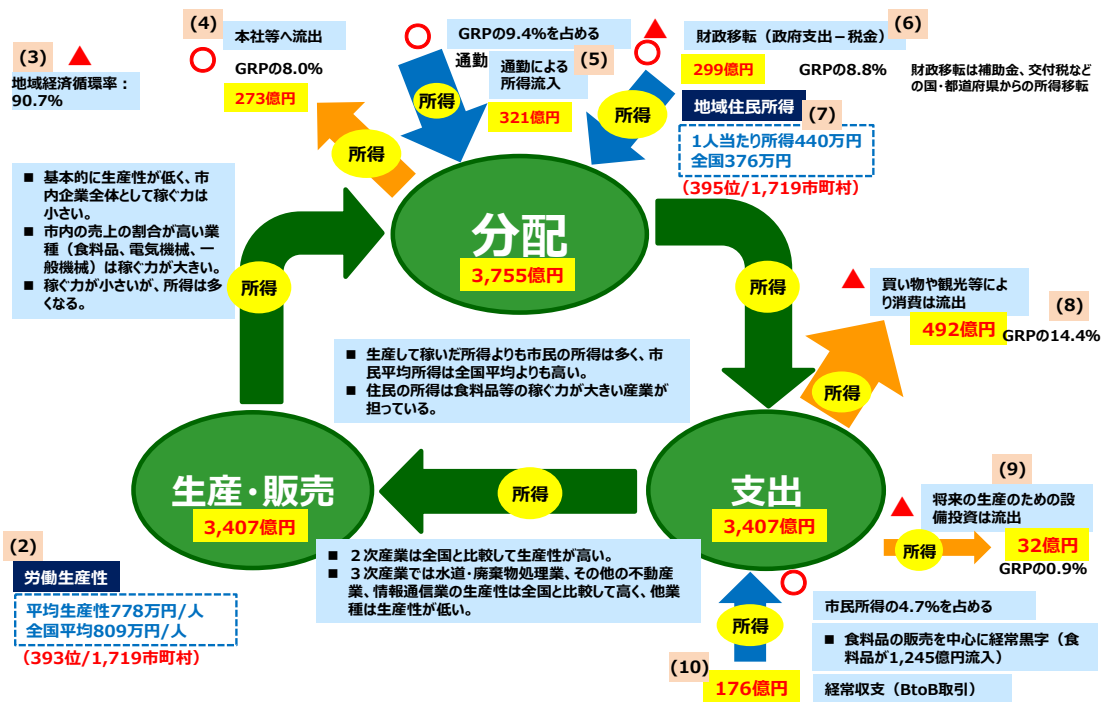 (3)
地域経済循環率：
90.7%
(4)
本社等へ流出
GRPの8.0%
273億円
所得
GRPの9.4%を占める
通勤
通勤による
所得流入
(5)
321億円
所得
(6)
財政移転（政府支出－税金）
299億円
GRPの8.8%
所得
財政移転は補助金、交付税など
の国・都道府県からの所得移転
地域住民所得
(7)
1人当たり所得440万円
全国376万円
（395位/1,719市町村）
■ 基本的に生産性が低く、市
内企業全体として稼ぐ力は
小さい。
■ 市内の売上の割合が高い業
種（食料品、電気機械、一
般機械）は稼ぐ力が大きい。
■ 稼ぐ力が小さいが、所得は多
くなる。
所得
分配
3,755億円
所得
買い物や観光等によ
り消費は流出
(8)
492億円
GRPの14.4%
所得
■ 生産して稼いだ所得よりも市民の所得は多く、市
民平均所得は全国平均よりも高い。
■ 住民の所得は食料品等の稼ぐ力が大きい産業が
担っている。
生産・販売
3,407億円
所得
支出
3,407億円
(9)
将来の生産のための設
備投資は流出
所得
32億円
GRPの0.9%
(2)
労働生産性
平均生産性778万円/人
全国平均809万円/人
（393位/1,719市町村）
■ ２次産業は全国と比較して生産性が高い。
■ ３次産業では水道・廃棄物処理業、その他の不動産
業、情報通信業の生産性は全国と比較して高く、他業
種は生産性が低い。
所得
市民所得の4.7%を占める
■ 食料品の販売を中心に経常黒字（食
料品が1,245億円流入）
(10)
176億円
経常収支（BtoB取引）